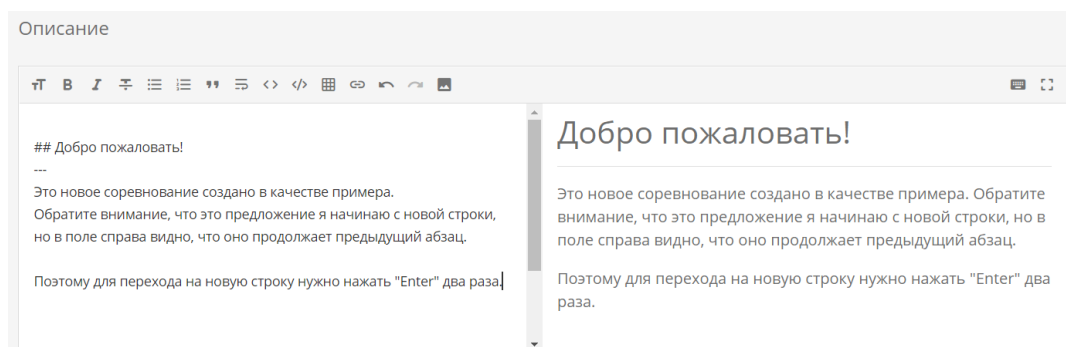 Описание
## Добро пожаловать!
---
Это новое соревнование создано в качестве примера.
Обратите внимание, что это предложение я начинаю с новой строки,
но в поле справа видно, что оно продолжает предыдущий абзац.
Поэтому для перехода на новую строку нужно нажать "Enter" два раза.
Добро пожаловать!
Это новое соревнование создано в качестве примера. Обратите
внимание, что это предложение я начинаю с новой строки, но в
поле справа видно, что оно продолжает предыдущий абзац.
Поэтому для перехода на новую строку нужно нажать "Enter" два
раза.